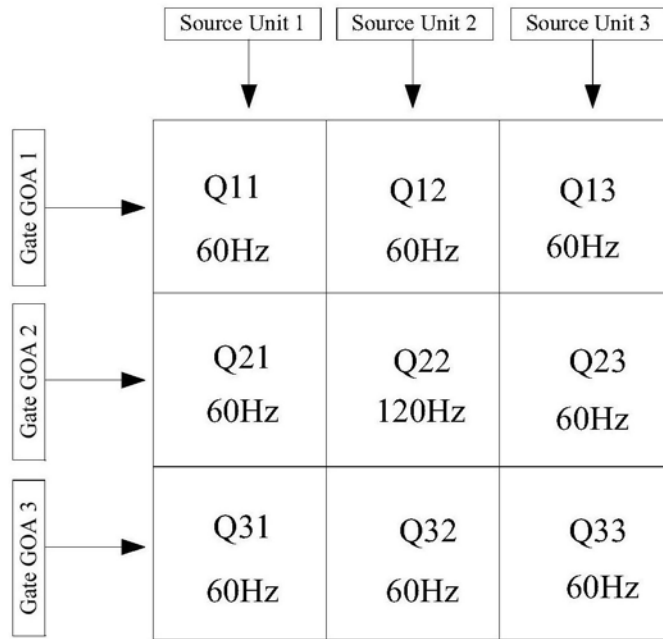 Source Unit 1
Source Unit 2
Source Unit 3
Gate GOA 1
Q11
60Hz
Q12
60Hz
Q13
60Hz
Gate GOA 2
Q21
60Hz
Q22
120Hz
Q23
60Hz
Gate GOA 3
Q31
60Hz
Q32
60Hz
Q33
60Hz